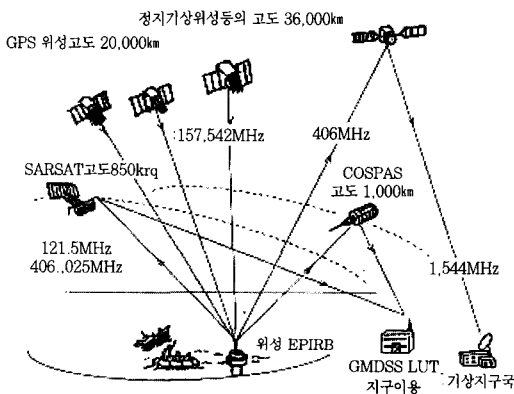 정지기상위성등의 고도 36,000㎞
GPS 위성고도 20,000㎞
:157,542MHz
406MHz
SARSAT고도850krq
COSPAS
고도 1,000㎞
121.5MHz
406.,025MHz
1,544MHz
위성 EPIRB
GMDSS LUT
지구이용
기상지구국